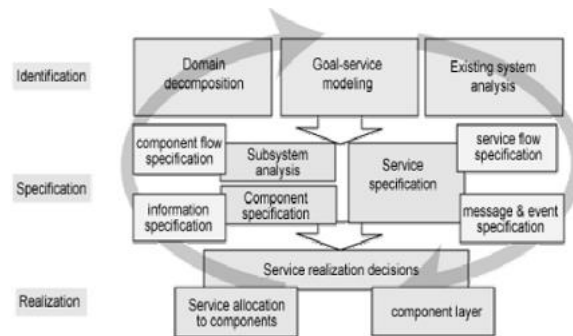 Identification
Domain
decomposition
Goal-service
modeling
Existing system
analysis
Specification
component flow
specification
Subsystem
analysis
Service
specification
service flow
specification
information
specification
Component
specification
message & event
specification
Realization
Service realization decisions
Service allocation
to components
component layer